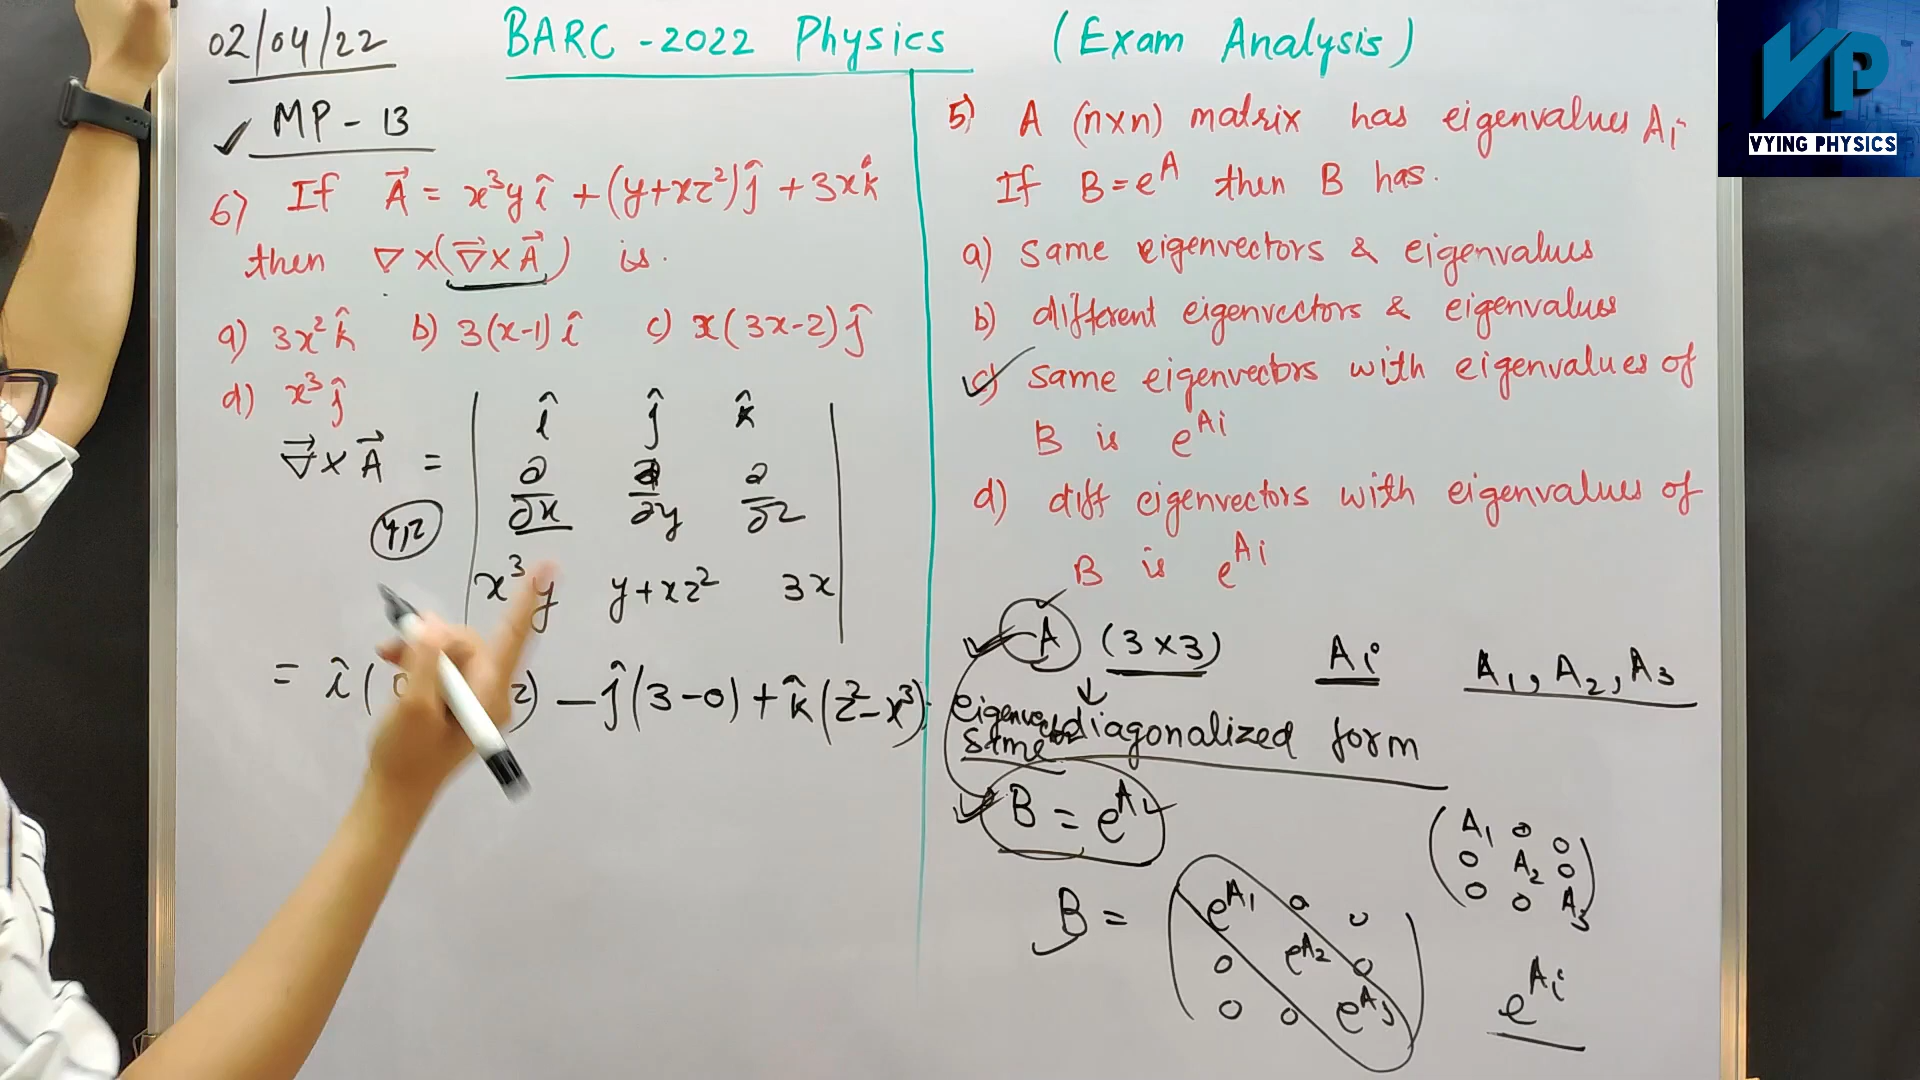 02/04/22 BARC - 2022 Physics (Exam Analysis)
VP
VYING PHYSICS
MP - 13
6) If A⃗ = x³y î + (y+xz²) ĵ + 3x k̂
then ∇ × (∇⃗ × A⃗) is.
a) 3x² k̂ b) 3(x-1) î c) x(3x-2) ĵ
d) x³ ĵ
∇⃗ × A⃗ = | î ĵ k̂ |
| ∂/∂x ∂/∂y ∂/∂z |
y,z
| x³y y+xz² 3x |
= î ( z) - ĵ (3-0) + k̂ (z²-x³)
5) A (n×n) matrix has eigenvalues Ai
If B = e^A then B has.
a) same eigenvectors & eigenvalues
b) different eigenvectors & eigenvalues
c) same eigenvectors with eigenvalues of
B is e^Ai
d) diff eigenvectors with eigenvalues of
B is e^Ai
A (3×3) Ai A₁, A₂, A₃
↓
diagonalized form
same
B = e^A
( A₁ 0 0
0 A₂ 0
0 0 A₃ )
B = ( e^A₁ 0 0
0 e^A₂ 0
0 0 e^A₃ )
e^Ai